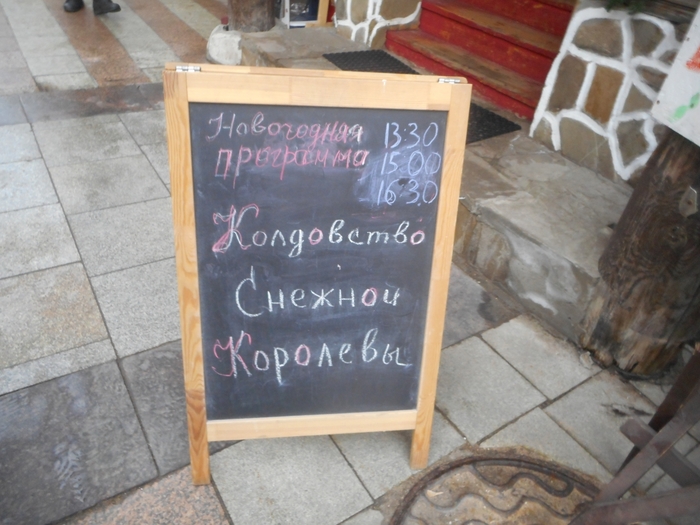 Новогодняя 13:30
программа 15:00
16:30
Колдовство
Снежной
Королевы